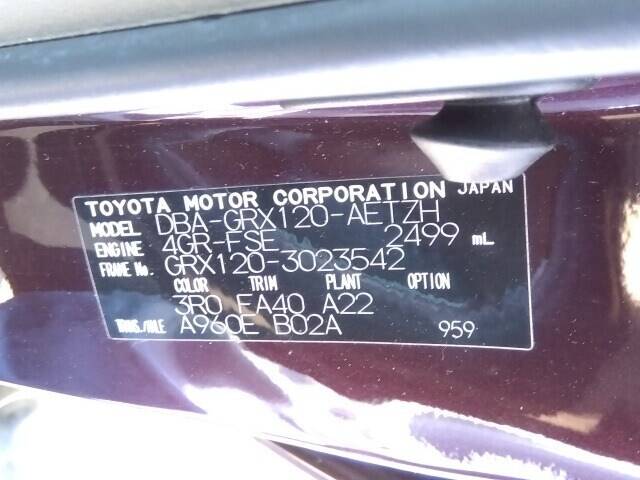 TOYOTA MOTOR CORPORATION JAPAN
MODEL DBA-GRX120-AETZH
ENGINE 4GR-FSE 2499 mL
FRAME No. GRX120-3023542
COLOR TRIM PLANT OPTION
3R0 FA40 A22
TRANS./AXLE A960E B02A 959